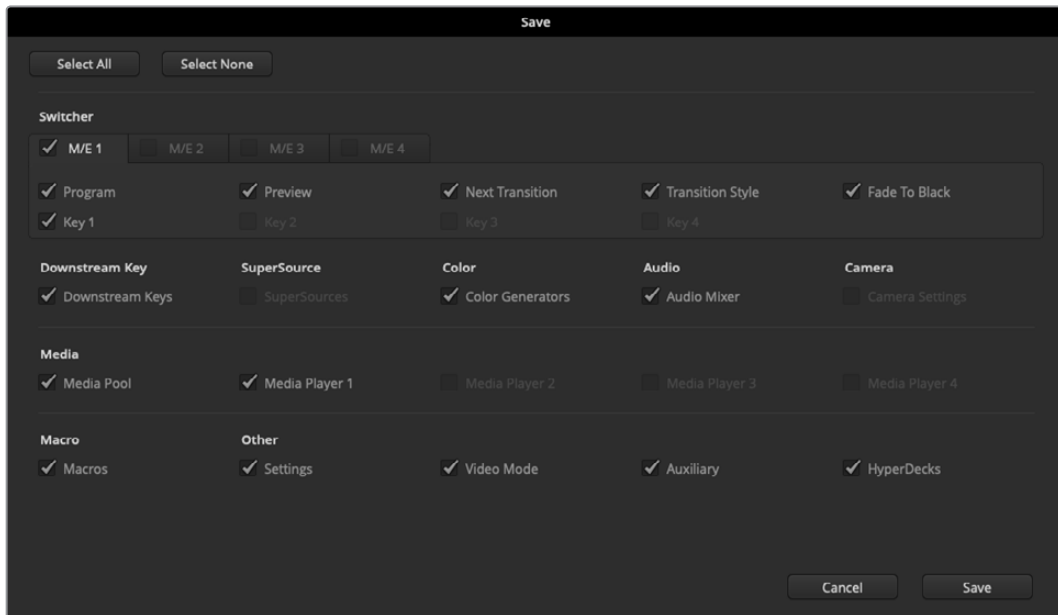 Save
Select All Select None
Switcher
M/E 1 M/E 2 M/E 3 M/E 4
Program Preview Next Transition Transition Style Fade To Black
Key 1 Key 2 Key 3 Key 4
Downstream Key SuperSource Color Audio Camera
Downstream Keys SuperSources Color Generators Audio Mixer Camera Settings
Media
Media Pool Media Player 1 Media Player 2 Media Player 3 Media Player 4
Macro Other
Macros Settings Video Mode Auxiliary HyperDecks
Cancel Save